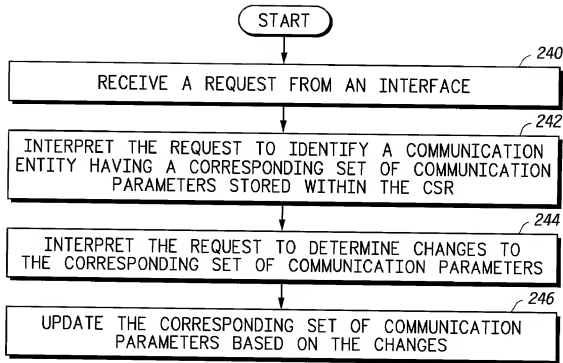 START
240
RECEIVE A REQUEST FROM AN INTERFACE
242
INTERPRET THE REQUEST TO IDENTIFY A COMMUNICATION
ENTITY HAVING A CORRESPONDING SET OF COMMUNICATION
PARAMETERS STORED WITHIN THE CSR
244
INTERPRET THE REQUEST TO DETERMINE CHANGES TO
THE CORRESPONDING SET OF COMMUNICATION PARAMETERS
246
UPDATE THE CORRESPONDING SET OF COMMUNICATION
PARAMETERS BASED ON THE CHANGES